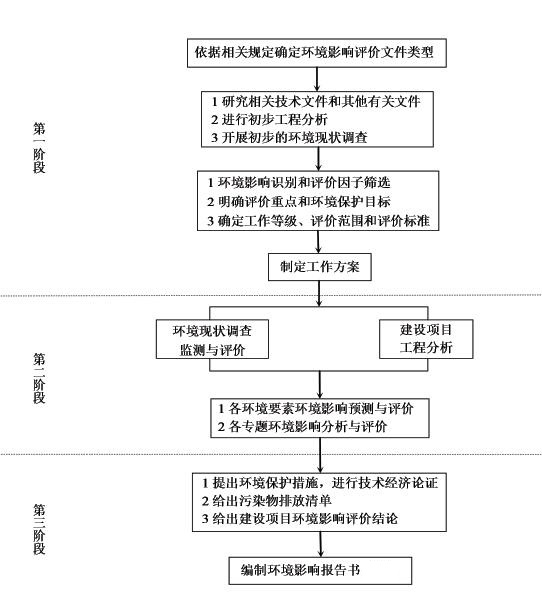 依据相关规定确定环境影响评价文件类型
1 研究相关技术文件和其他有关文件
2 进行初步工程分析
3 开展初步的环境现状调查
第一阶段
1 环境影响识别和评价因子筛选
2 明确评价重点和环境保护目标
3 确定工作等级、评价范围和评价标准
制定工作方案
环境现状调查
监测与评价
建设项目
工程分析
第二阶段
1 各环境要素环境影响预测与评价
2 各专题环境影响分析与评价
1 提出环境保护措施，进行技术经济论证
2 给出污染物排放清单
3 给出建设项目环境影响评价结论
第三阶段
编制环境影响报告书